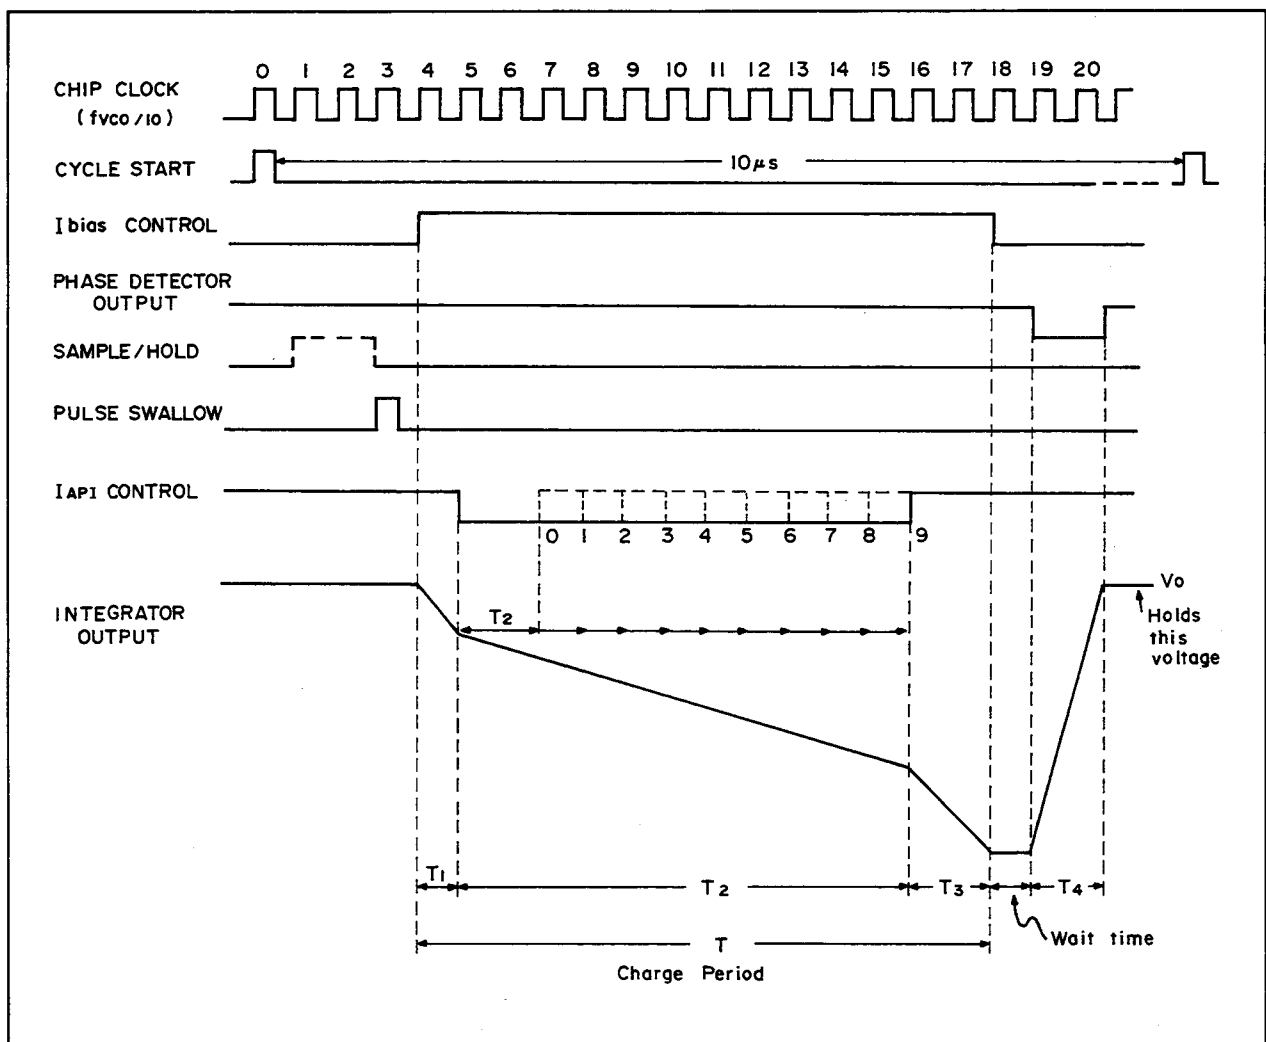 0 1 2 3 4 5 6 7 8 9 10 11 12 13 14 15 16 17 18 19 20
CHIP CLOCK
(fvco/10)
CYCLE START
10μs
Ibias CONTROL
PHASE DETECTOR
OUTPUT
SAMPLE/HOLD
PULSE SWALLOW
IAPI CONTROL
0 1 2 3 4 5 6 7 8 9
INTEGRATOR
OUTPUT
T2
Vo
Holds
this
voltage
T1 T2 T3 T4
Wait time
T
Charge Period